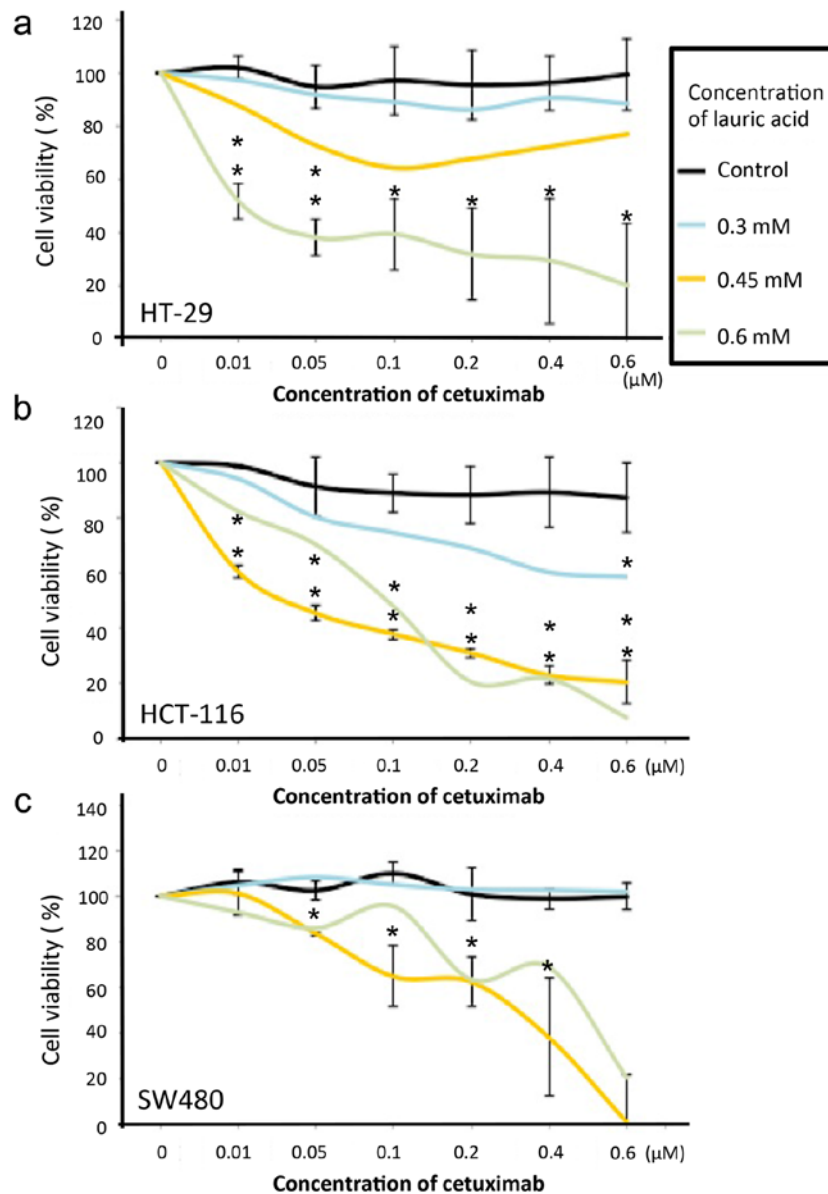 a
120
100
80
60
40
20
0
Cell viability ( %)
* * * * * * * *
HT-29
0 0.01 0.05 0.1 0.2 0.4 0.6
(μM)
Concentration of cetuximab
Concentration
of lauric acid
Control
0.3 mM
0.45 mM
0.6 mM
b
120
100
80
60
40
20
0
Cell viability ( %)
* * * * * * * * * * * * *
HCT-116
0 0.01 0.05 0.1 0.2 0.4 0.6 (μM)
Concentration of cetuximab
c
140
120
100
80
60
40
20
0
Cell viability ( %)
* * * *
SW480
0 0.01 0.05 0.1 0.2 0.4 0.6 (μM)
Concentration of cetuximab